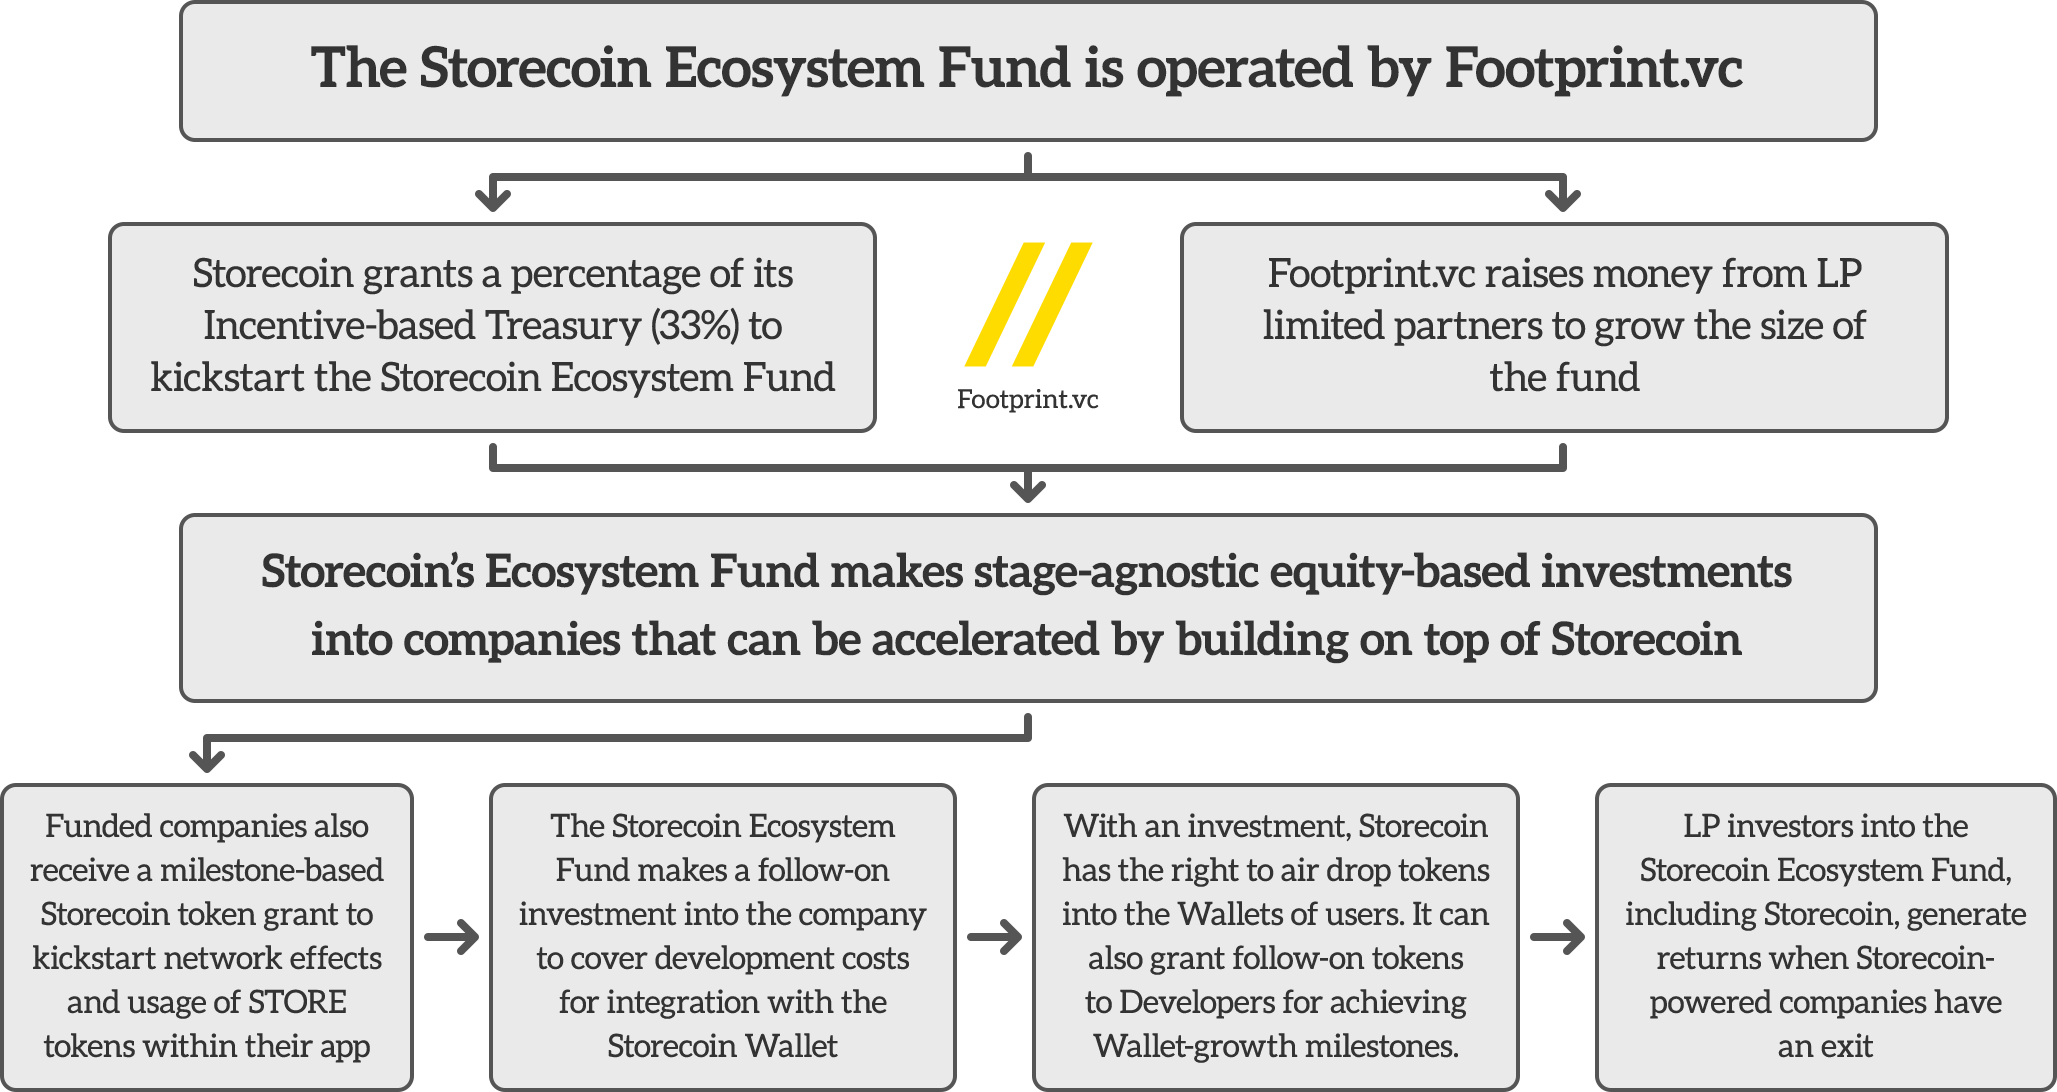 The Storecoin Ecosystem Fund is operated by Footprint.vc
Storecoin grants a percentage of its
Incentive-based Treasury (33%) to
kickstart the Storecoin Ecosystem Fund
Footprint.vc
Footprint.vc raises money from LP
limited partners to grow the size of
the fund
Storecoin’s Ecosystem Fund makes stage-agnostic equity-based investments
into companies that can be accelerated by building on top of Storecoin
Funded companies also
receive a milestone-based
Storecoin token grant to
kickstart network effects
and usage of STORE
tokens within their app
The Storecoin Ecosystem
Fund makes a follow-on
investment into the company
to cover development costs
for integration with the
Storecoin Wallet
With an investment, Storecoin
has the right to air drop tokens
into the Wallets of users. It can
also grant follow-on tokens
to Developers for achieving
Wallet-growth milestones.
LP investors into the
Storecoin Ecosystem Fund,
including Storecoin, generate
returns when Storecoin-
powered companies have
an exit